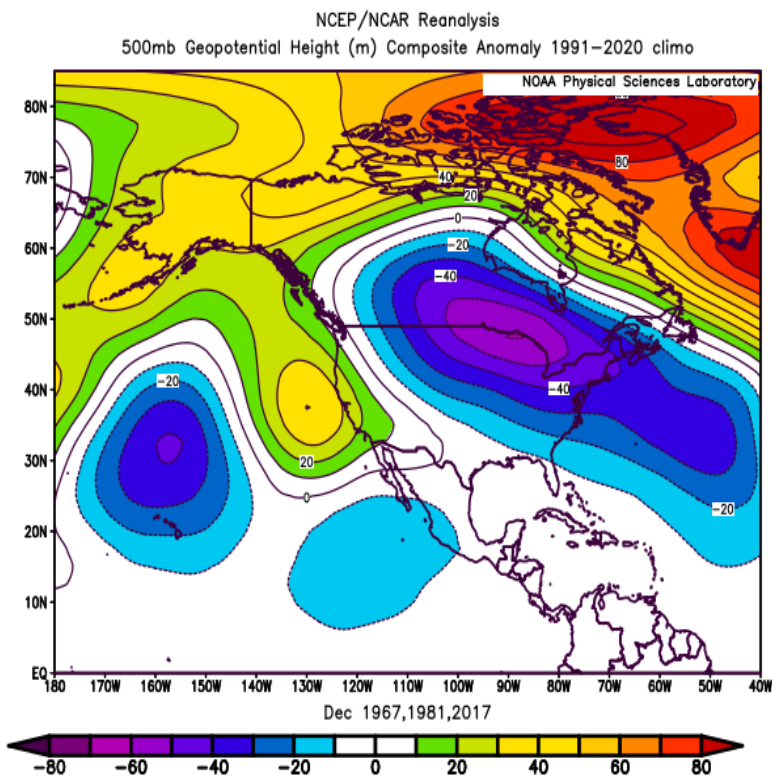 NCEP/NCAR Reanalysis
500mb Geopotential Height (m) Composite Anomaly 1991-2020 climo
NOAA Physical Sciences Laboratory
80N
80
70N
40
20
0
60N
-20
-40
50N
40N
-20
-40
30N
20
0
20N
-20
10N
EQ
180 170W 160W 150W 140W 130W 120W 110W 100W 90W 80W 70W 60W 50W 40W
Dec 1967,1981,2017
-80 -60 -40 -20 0 20 40 60 80